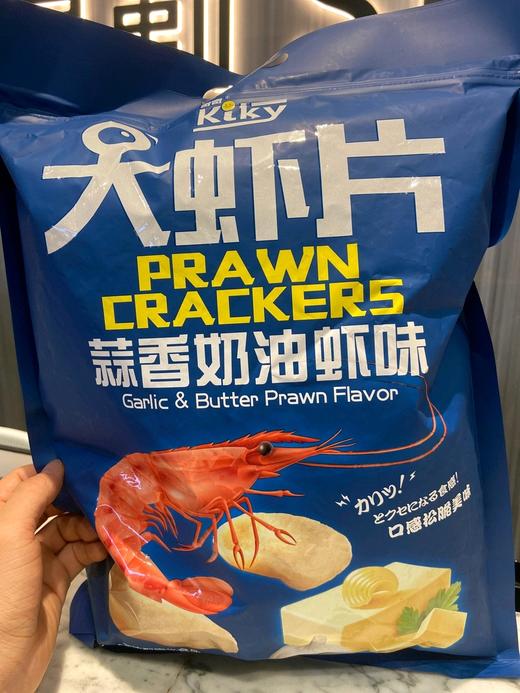 Kiky
大虾片
PRAWN
CRACKERS
蒜香奶油虾味
Garlic & Butter Prawn Flavor
カリッ!
とクセになる食感!
口感松脆美味